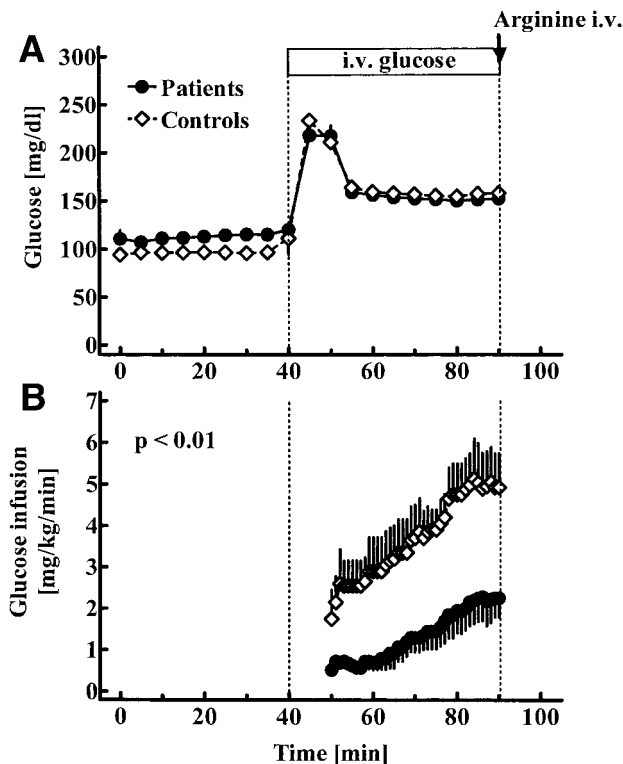 A
Arginine i.v.
i.v. glucose
Patients
Controls
Glucose [mg/dl]
300
250
200
150
100
50
0
0 20 40 60 80 100
B
p < 0.01
Glucose infusion
[mg/kg/min]
7
6
5
4
3
2
1
0
0 20 40 60 80 100
Time [min]